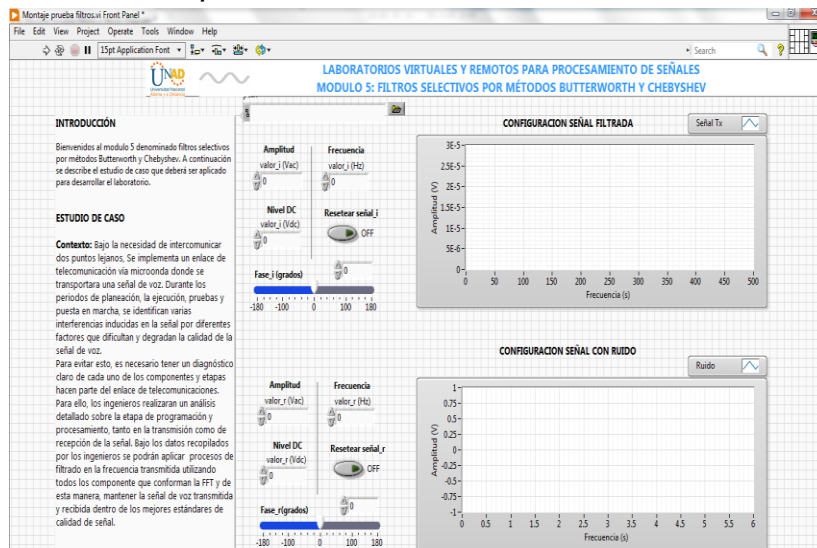 Montaje prueba filtros.vi Front Panel *
File Edit View Project Operate Tools Window Help
15pt Application Font
Search
UNAD
LABORATORIOS VIRTUALES Y REMOTOS PARA PROCESAMIENTO DE SEÑALES
MODULO 5: FILTROS SELECTIVOS POR MÉTODOS BUTTERWORTH Y CHEBYSHEV
INTRODUCCIÓN
Bienvenidos al modulo 5 denominado filtros selectivos
por métodos Butterworth y Chebyshev. A continuación
se describe el estudio de caso que deberá ser aplicado
para desarrollar el laboratorio.
ESTUDIO DE CASO
Contexto: Bajo la necesidad de intercomunicar
dos puntos lejanos, Se implementa un enlace de
telecomunicación vía microonda donde se
transportara una señal de voz. Durante los
periodos de planeación, la ejecución, pruebas y
puesta en marcha, se identifican varias
interferencias inducidas en la señal por diferentes
factores que dificultan y degradan la calidad de la
señal de voz.
Para evitar esto, es necesario tener un diagnóstico
claro de cada uno de los componentes y etapas
hacen parte del enlace de telecomunicaciones.
Para ello, los ingenieros realizaran un análisis
detallado sobre la etapa de programación y
procesamiento, tanto en la transmisión como de
recepción de la señal. Bajo los datos recopilados
por los ingenieros se podrán aplicar procesos de
filtrado en la frecuencia transmitida utilizando
todos los componente que conforman la FFT y de
esta manera, mantener la señal de voz transmitida
y recibida dentro de los mejores estándares de
calidad de señal.
Amplitud Frecuencia
valor_i (Vac) valor_i (Hz)
0 0
Nivel DC Resetear señal_i
valor_i (Vdc)
0 OFF
Fase_i (grados) 0
-180 -100 0 100 180
CONFIGURACION SEÑAL FILTRADA
Señal Tx
Amplitud (V)
3E-5
2.5E-5
2E-5
1.5E-5
1E-5
5E-6
0
0 50 100 150 200 250 300 350 400 450 500
Frecuencia (s)
Amplitud Frecuencia
valor_r (Vac) valor_r (Hz)
0 0
Nivel DC Resetear señal_r
valor_r (Vdc)
0 OFF
Fase_r(grados) 0
-180 -100 0 100 180
CONFIGURACION SEÑAL CON RUIDO
Ruido
Amplitud (V)
1
0.75
0.5
0.25
0
-0.25
-0.5
-0.75
-1
0 0.5 1 1.5 2 2.5 3 3.5 4 4.5 5 5.5 6
Frecuencia (s)